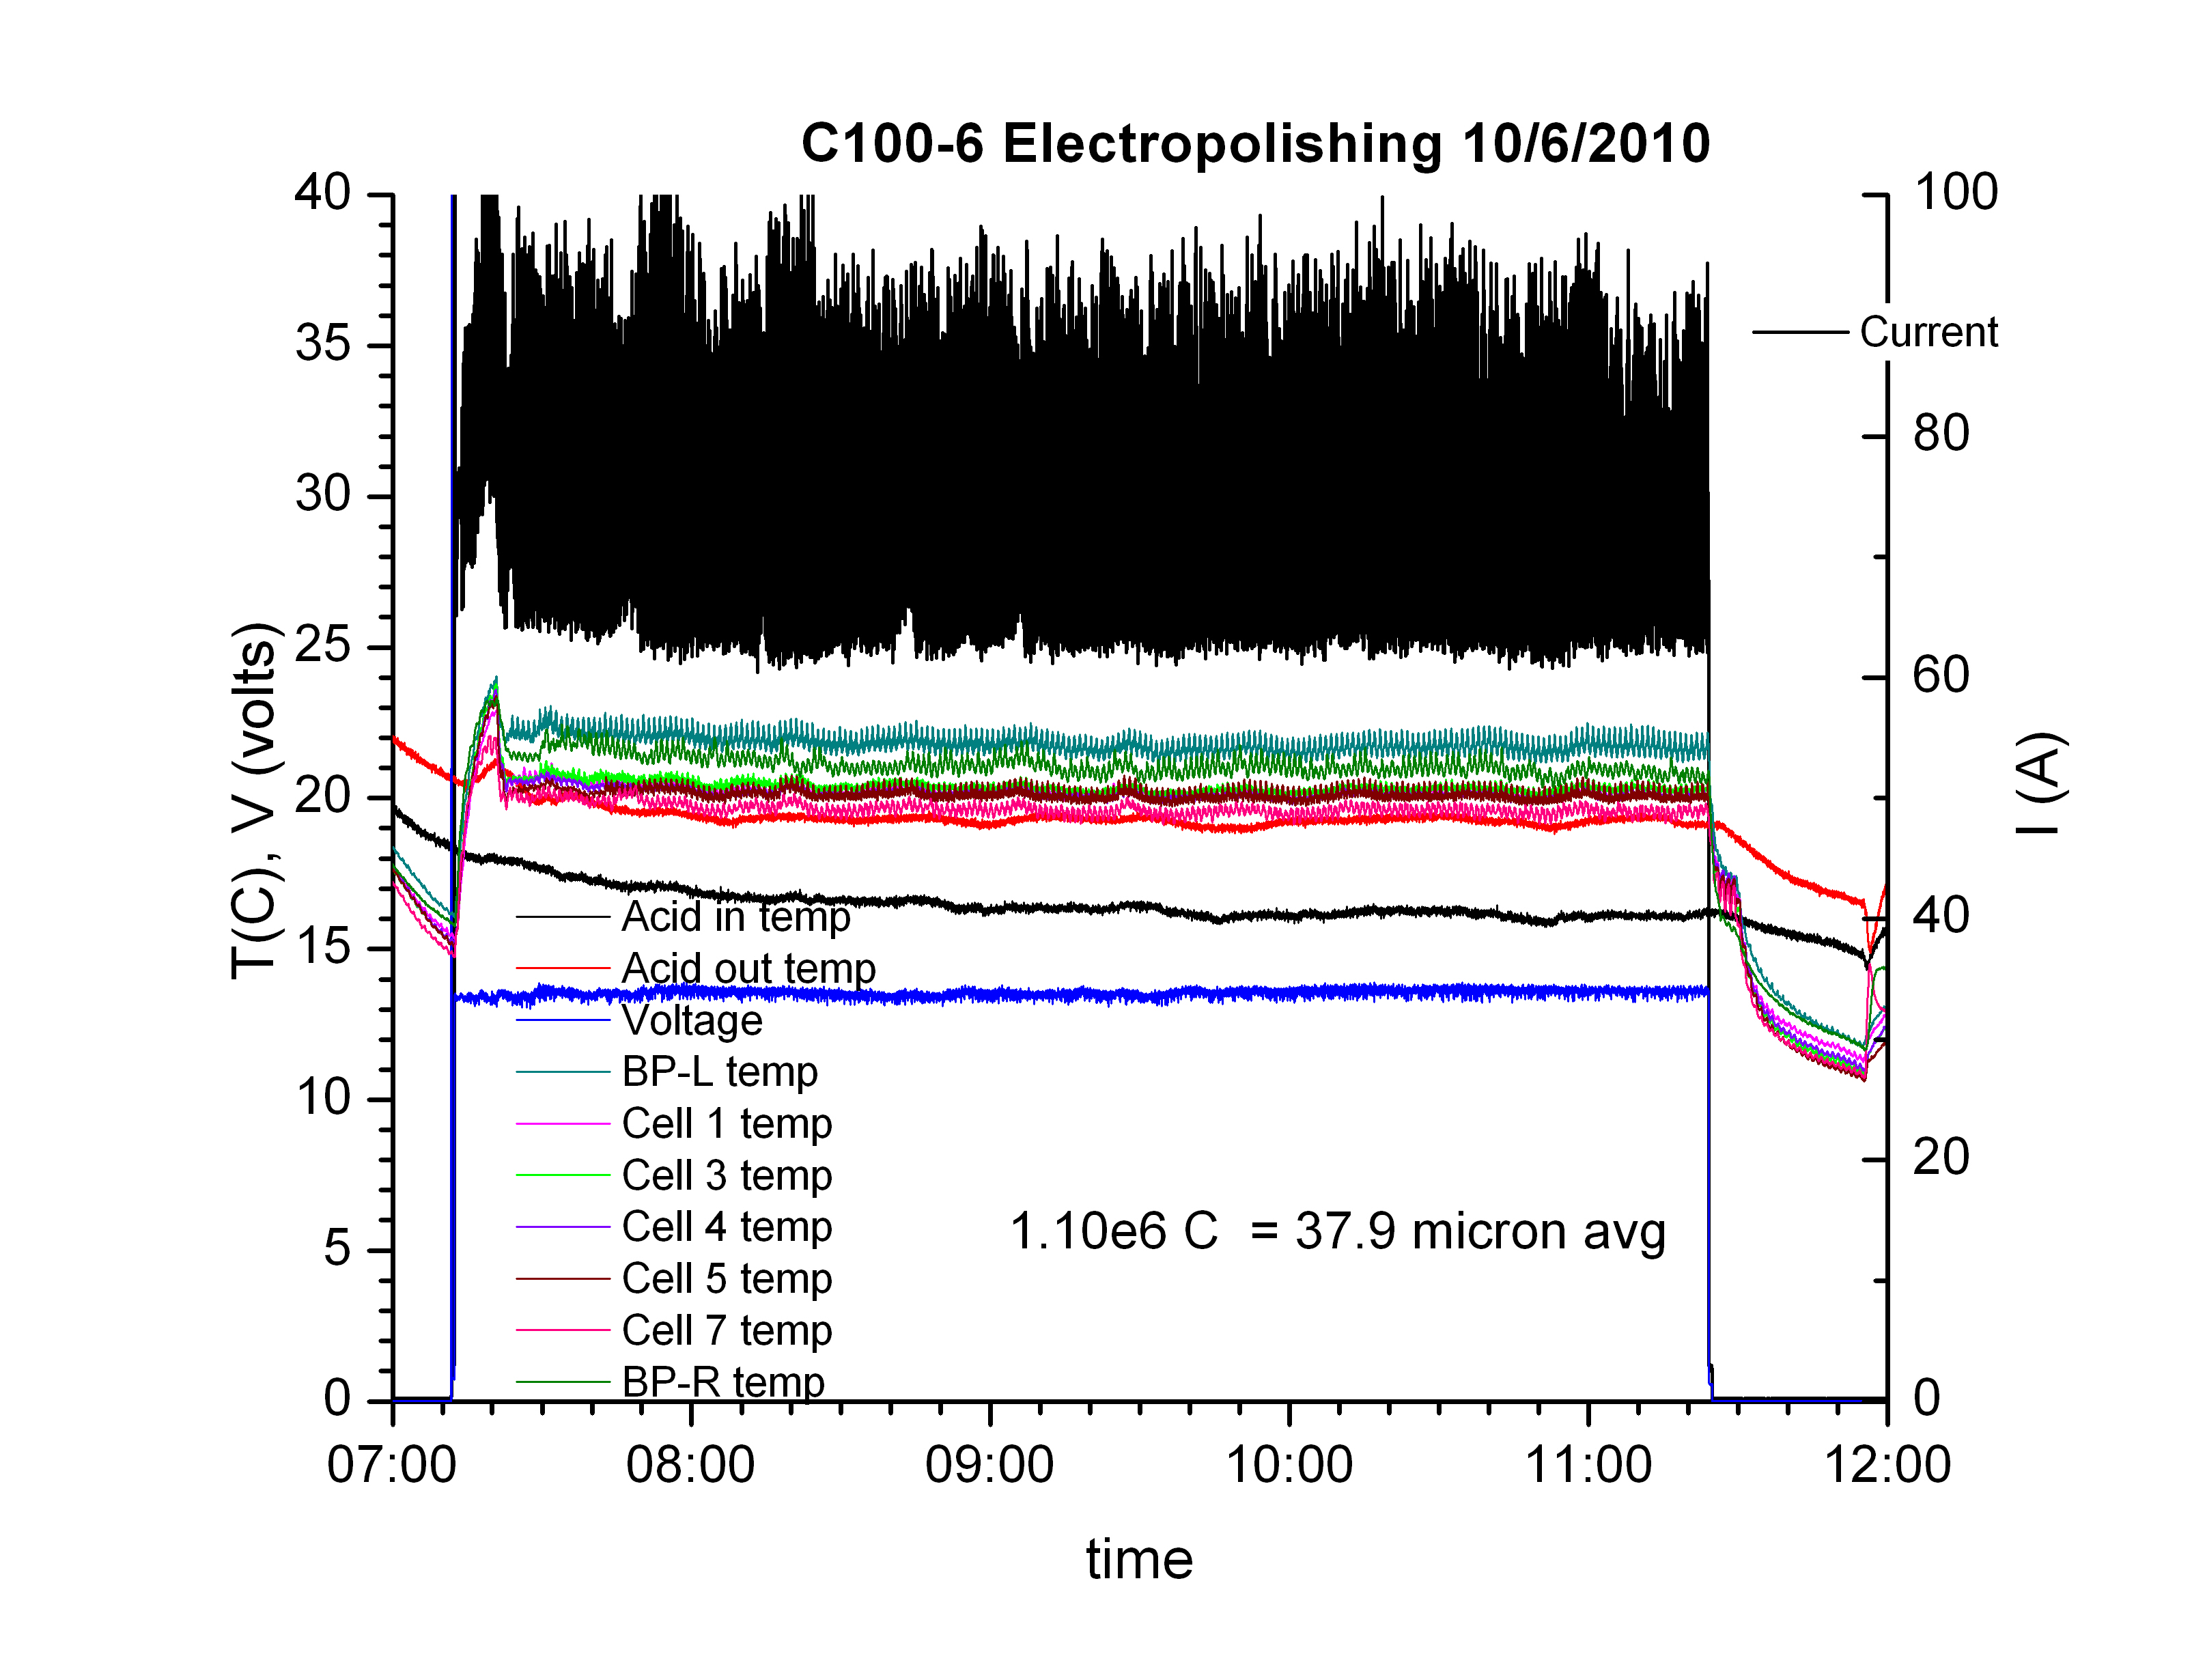 C100-6 Electropolishing 10/6/2010
40
35
30
25
20
15
10
5
0
T(C), V (volts)
100
80
60
40
20
0
I (A)
Current
Acid in temp
Acid out temp
Voltage
BP-L temp
Cell 1 temp
Cell 3 temp
Cell 4 temp
Cell 5 temp
Cell 7 temp
BP-R temp
1.10e6 C  = 37.9 micron avg
07:00 08:00 09:00 10:00 11:00 12:00
time